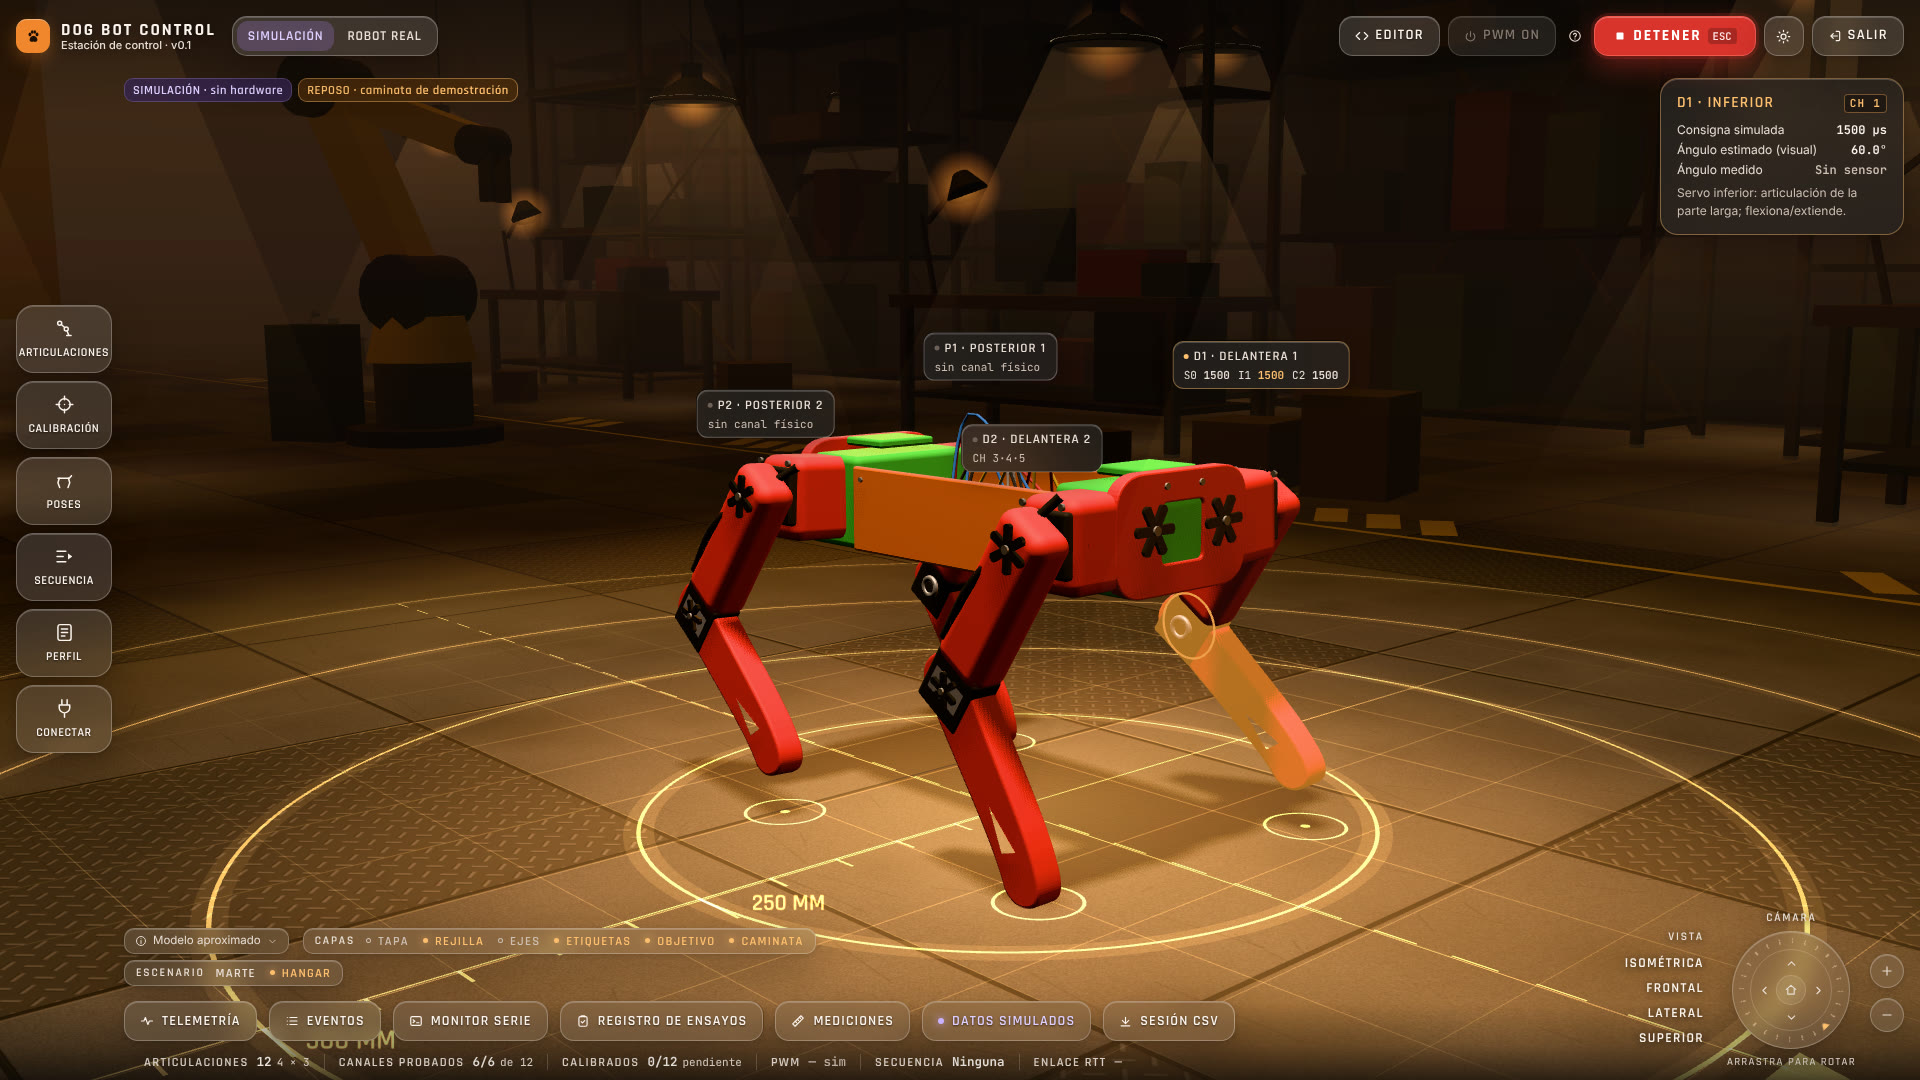 DOG BOT CONTROL
Estación de control · v0.1
SIMULACIÓN ROBOT REAL
EDITOR
PWM ON
DETENER ESC
SALIR
SIMULACIÓN · sin hardware
REPOSO · caminata de demostración
D1 · INFERIOR CH 1
Consigna simulada 1500 µs
Ángulo estimado (visual) 60.0°
Ángulo medido Sin sensor
Servo inferior: articulación de la
parte larga; flexiona/extiende.
ARTICULACIONES
CALIBRACIÓN
POSES
SECUENCIA
PERFIL
CONECTAR
P1 · POSTERIOR 1
sin canal físico
D1 · DELANTERA 1
S0 1500 I1 1500 C2 1500
P2 · POSTERIOR 2
sin canal físico
D2 · DELANTERA 2
CH 3·4·5
250 MM
Modelo aproximado
CAPAS TAPA REJILLA EJES ETIQUETAS OBJETIVO CAMINATA
ESCENARIO MARTE HANGAR
CÁMARA
VISTA
ISOMÉTRICA
FRONTAL
LATERAL
SUPERIOR
ARRASTRA PARA ROTAR
TELEMETRÍA
EVENTOS
MONITOR SERIE
REGISTRO DE ENSAYOS
MEDICIONES
DATOS SIMULADOS
SESIÓN CSV
500 MM
ARTICULACIONES 12 4 × 3
CANALES PROBADOS 6/6 de 12
CALIBRADOS 0/12 pendiente
PWM — sim
SECUENCIA Ninguna
ENLACE RTT —